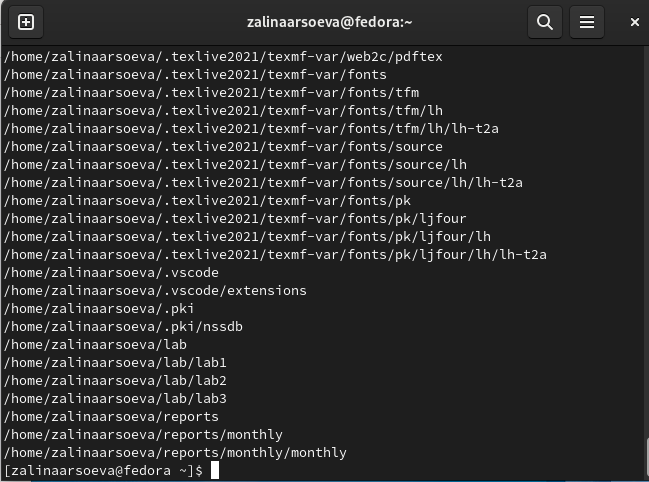 zalinaarsoeva@fedora:~
/home/zalinaarsoeva/.texlive2021/texmf-var/web2c/pdftex
/home/zalinaarsoeva/.texlive2021/texmf-var/fonts
/home/zalinaarsoeva/.texlive2021/texmf-var/fonts/tfm
/home/zalinaarsoeva/.texlive2021/texmf-var/fonts/tfm/lh
/home/zalinaarsoeva/.texlive2021/texmf-var/fonts/tfm/lh/lh-t2a
/home/zalinaarsoeva/.texlive2021/texmf-var/fonts/source
/home/zalinaarsoeva/.texlive2021/texmf-var/fonts/source/lh
/home/zalinaarsoeva/.texlive2021/texmf-var/fonts/source/lh/lh-t2a
/home/zalinaarsoeva/.texlive2021/texmf-var/fonts/pk
/home/zalinaarsoeva/.texlive2021/texmf-var/fonts/pk/ljfour
/home/zalinaarsoeva/.texlive2021/texmf-var/fonts/pk/ljfour/lh
/home/zalinaarsoeva/.texlive2021/texmf-var/fonts/pk/ljfour/lh/lh-t2a
/home/zalinaarsoeva/.vscode
/home/zalinaarsoeva/.vscode/extensions
/home/zalinaarsoeva/.pki
/home/zalinaarsoeva/.pki/nssdb
/home/zalinaarsoeva/lab
/home/zalinaarsoeva/lab/lab1
/home/zalinaarsoeva/lab/lab2
/home/zalinaarsoeva/lab/lab3
/home/zalinaarsoeva/reports
/home/zalinaarsoeva/reports/monthly
/home/zalinaarsoeva/reports/monthly/monthly
[zalinaarsoeva@fedora ~]$